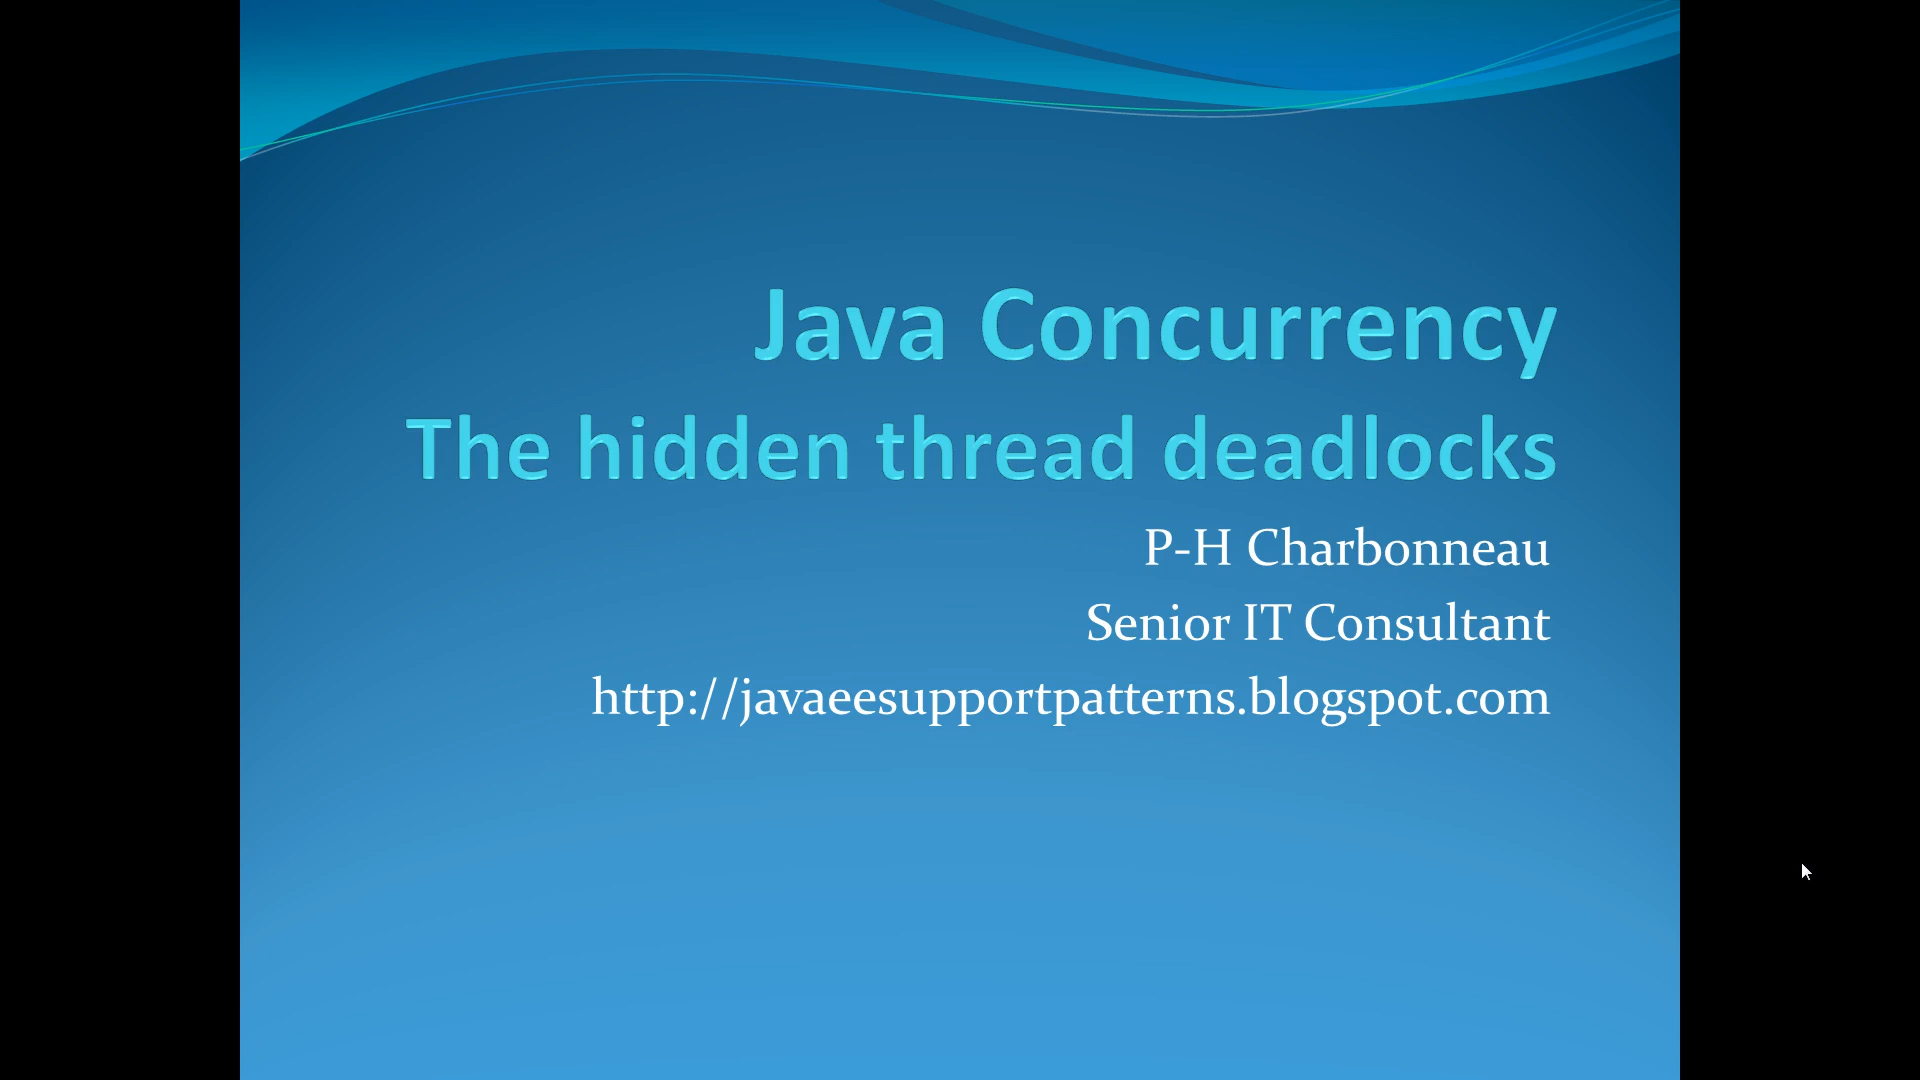 Java Concurrency
The hidden thread deadlocks
P-H Charbonneau
Senior IT Consultant
http://javaeesupportpatterns.blogspot.com